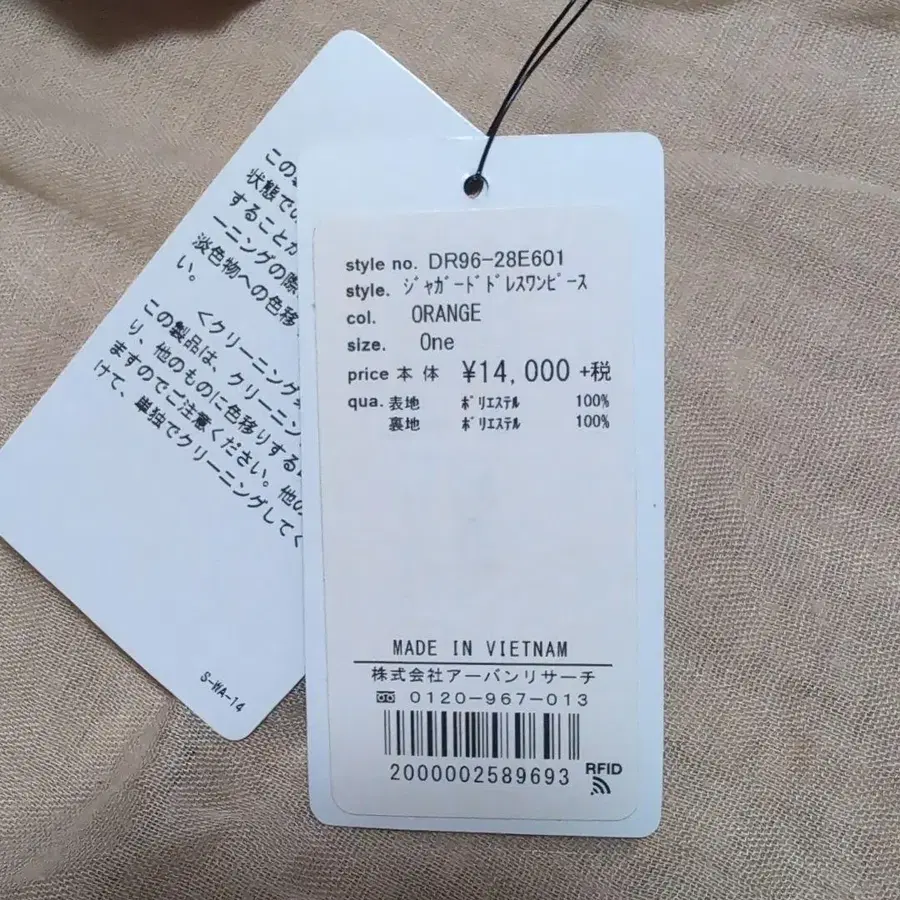 style no. DR96-28E601
style. ｼﾞｬｶﾞｰﾄﾞﾄﾞﾚｽﾜﾝﾋﾟｰｽ
col. ORANGE
size. One
price 本体 ¥14,000 +税
qua. 表地 ﾎﾟﾘｴｽﾃﾙ 100%
裏地 ﾎﾟﾘｴｽﾃﾙ 100%
MADE IN VIETNAM
株式会社アーバンリサーチ
0120-967-013
2000002589693
RFID
この
状態での
することが
ーニングの際
淡色物への色移
い。
<クリーニング
この製品は、クリーニン
り、他のものに色移りする
ますのでご注意ください。他の
けて、単独でクリーニングしてく
S-WA-14